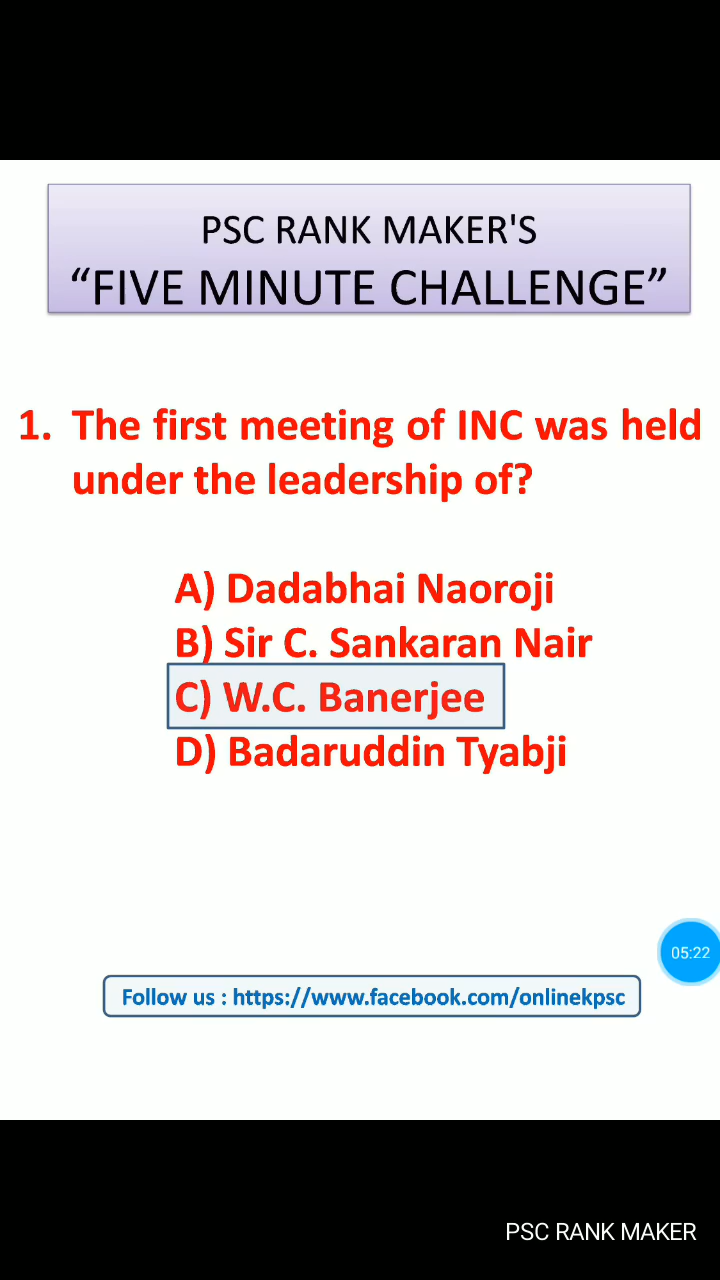 PSC RANK MAKER'S
“FIVE MINUTE CHALLENGE”
1. The first meeting of INC was held
under the leadership of?
A) Dadabhai Naoroji
B) Sir C. Sankaran Nair
C) W.C. Banerjee
D) Badaruddin Tyabji
05:22
Follow us : https://www.facebook.com/onlinekpsc
PSC RANK MAKER